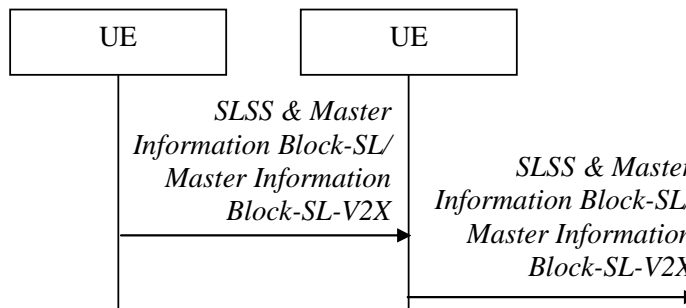 UE
UE
SLSS & Master
Information Block-SL/
Master Information
Block-SL-V2X
SLSS & Master
Information Block-SL/
Master Information
Block-SL-V2X